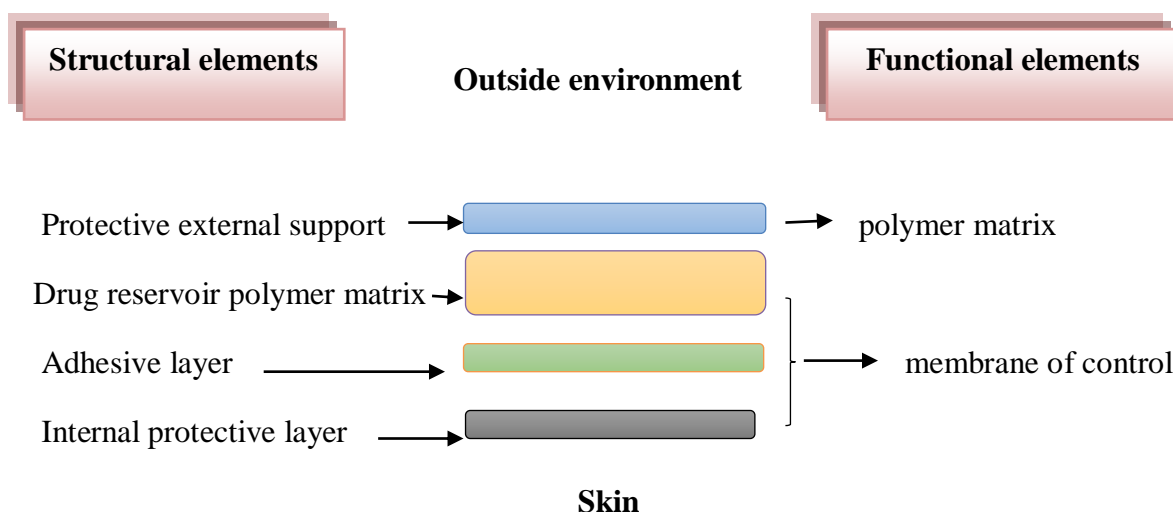 Structural elements
Outside environment
Functional elements
Protective external support
polymer matrix
Drug reservoir polymer matrix
Adhesive layer
membrane of control
Internal protective layer
Skin